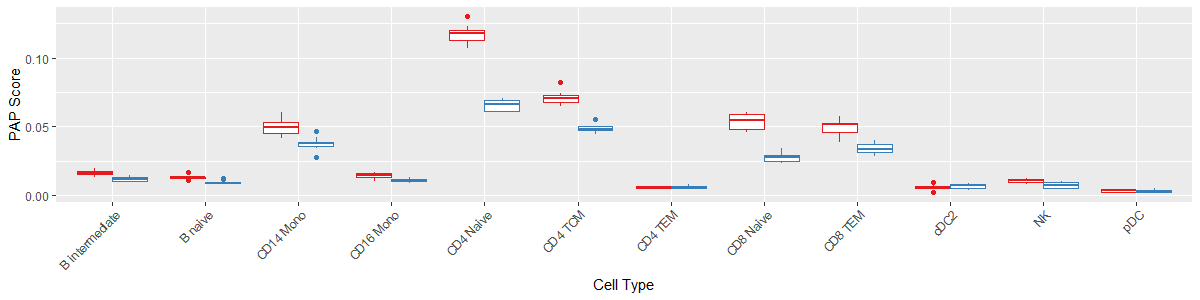 PAP Score
0.10
0.05
0.00
B intermediate
B naive
CD14 Mono
CD16 Mono
CD4 Naive
CD4 TCM
CD4 TEM
CD8 Naive
CD8 TEM
cDC2
NK
pDC
Cell Type